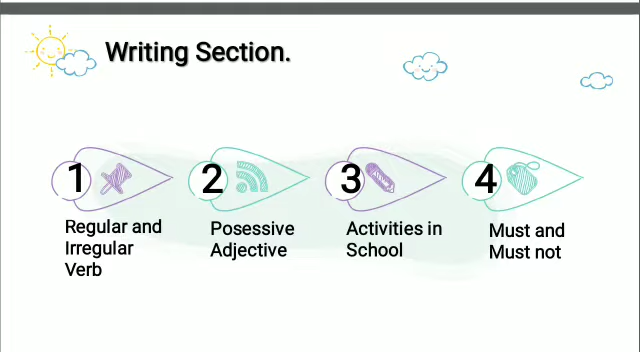 Writing Section.
1
Regular and
Irregular
Verb
2
Posessive
Adjective
3
Activities in
School
4
Must and
Must not